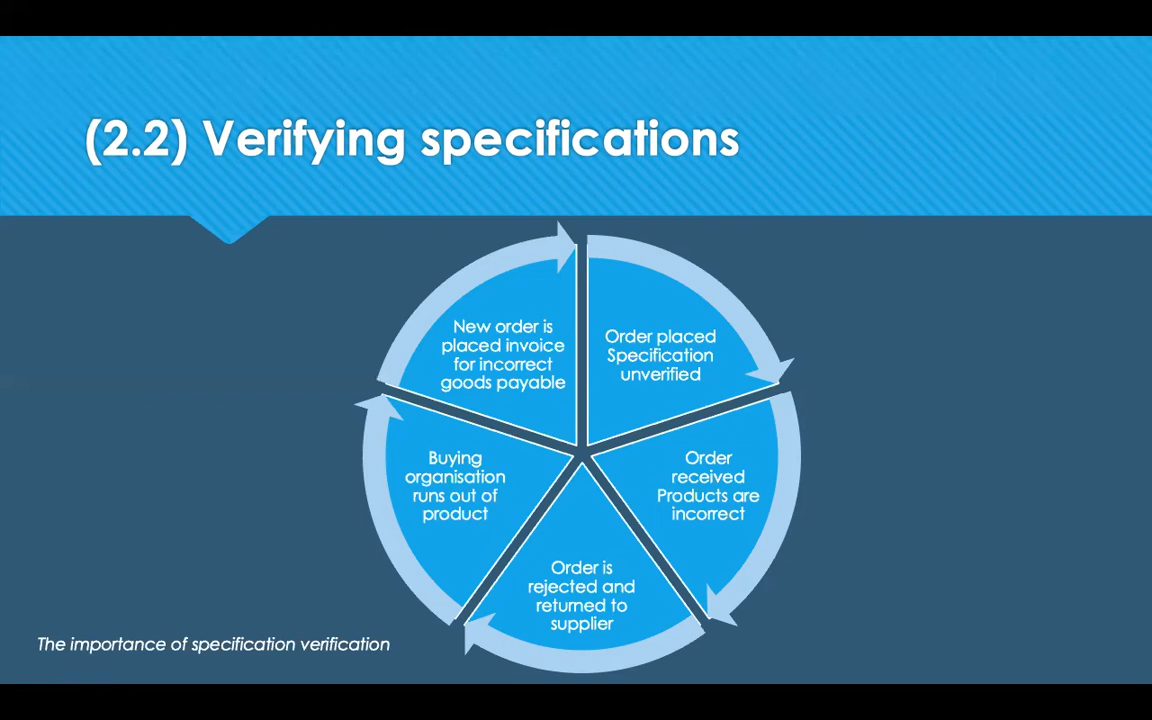 (2.2) Verifying specifications
Order placed
Specification
unverified
Order
received
Products are
incorrect
Order is
rejected and
returned to
supplier
Buying
organisation
runs out of
product
New order is
placed invoice
for incorrect
goods payable
The importance of specification verification